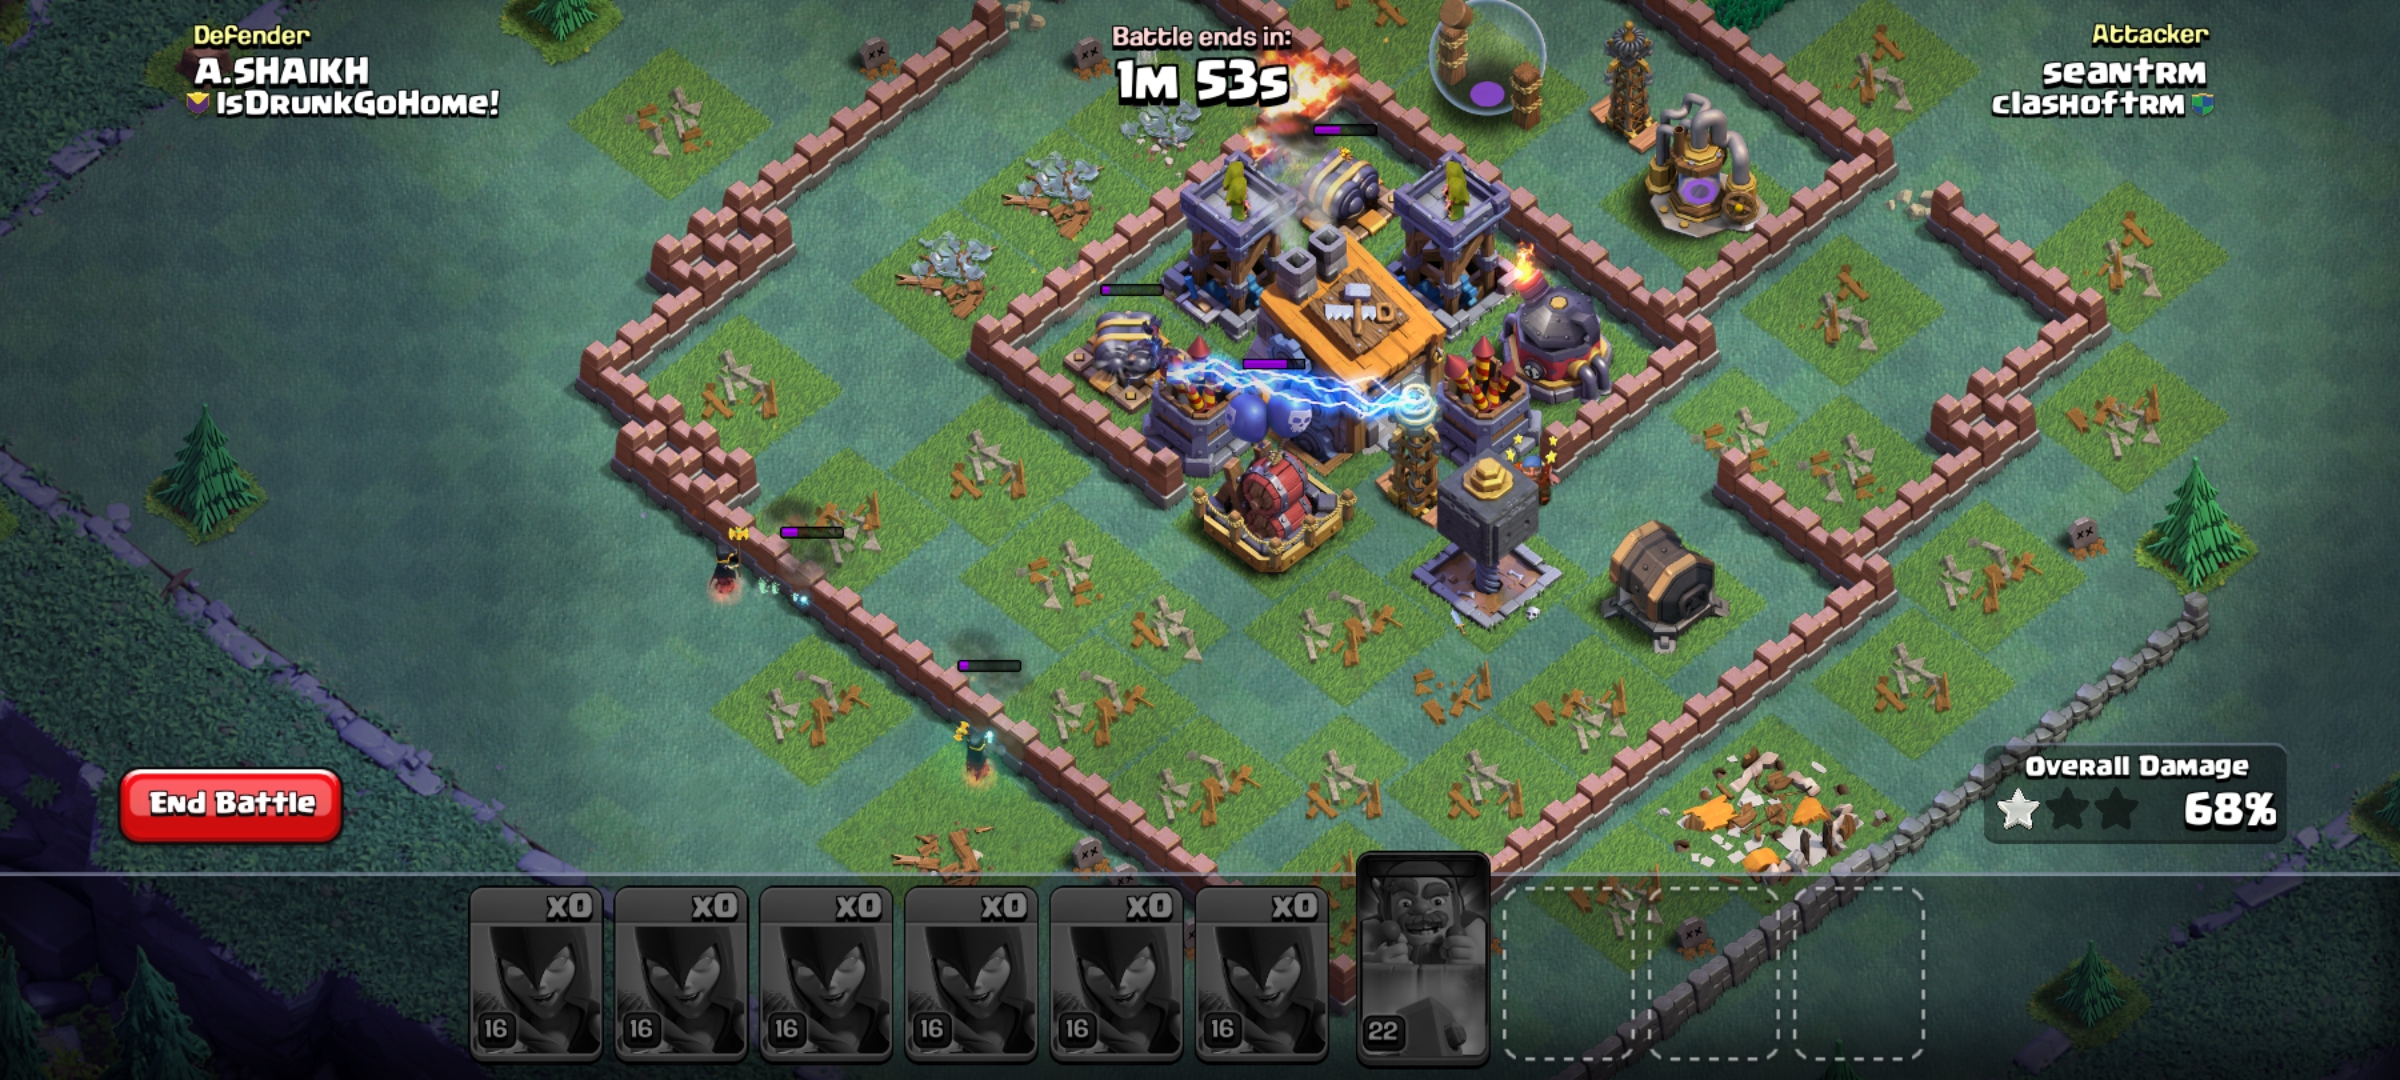 Defender
A.SHAIKH
IsDrunkGoHome!
Battle ends in:
1M 53s
Attacker
seantRM
clashoftRM
End Battle
Overall Damage
68%
x0
x0
x0
x0
x0
x0
16
16
16
16
16
16
22